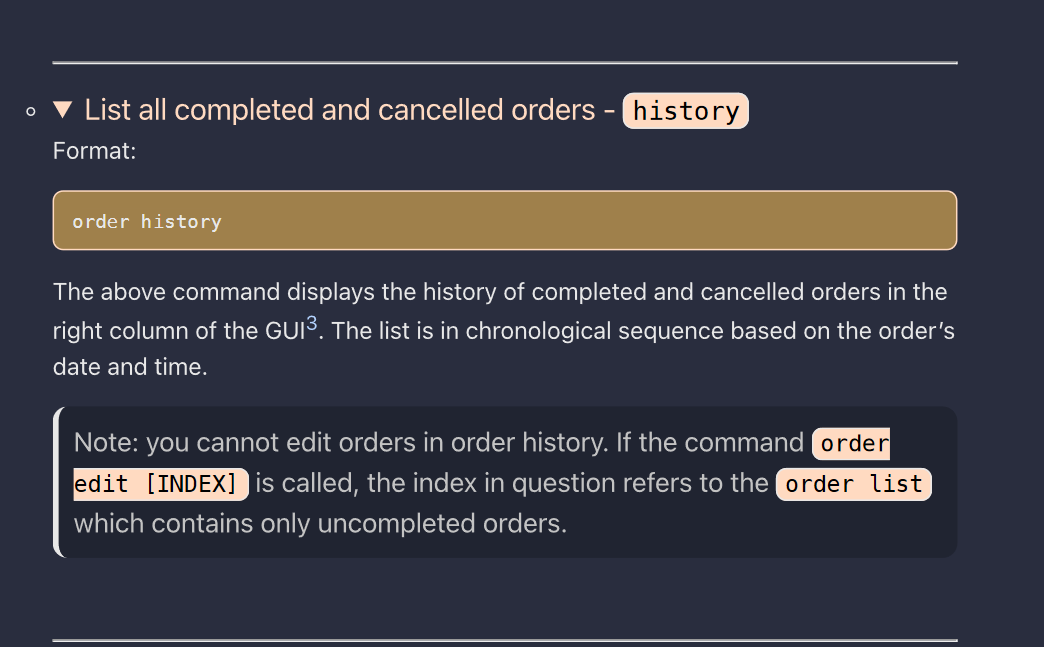 List all completed and cancelled orders - history
Format:
order history
The above command displays the history of completed and cancelled orders in the
right column of the GUI3. The list is in chronological sequence based on the order’s
date and time.
Note: you cannot edit orders in order history. If the command order
edit [INDEX] is called, the index in question refers to the order list
which contains only uncompleted orders.